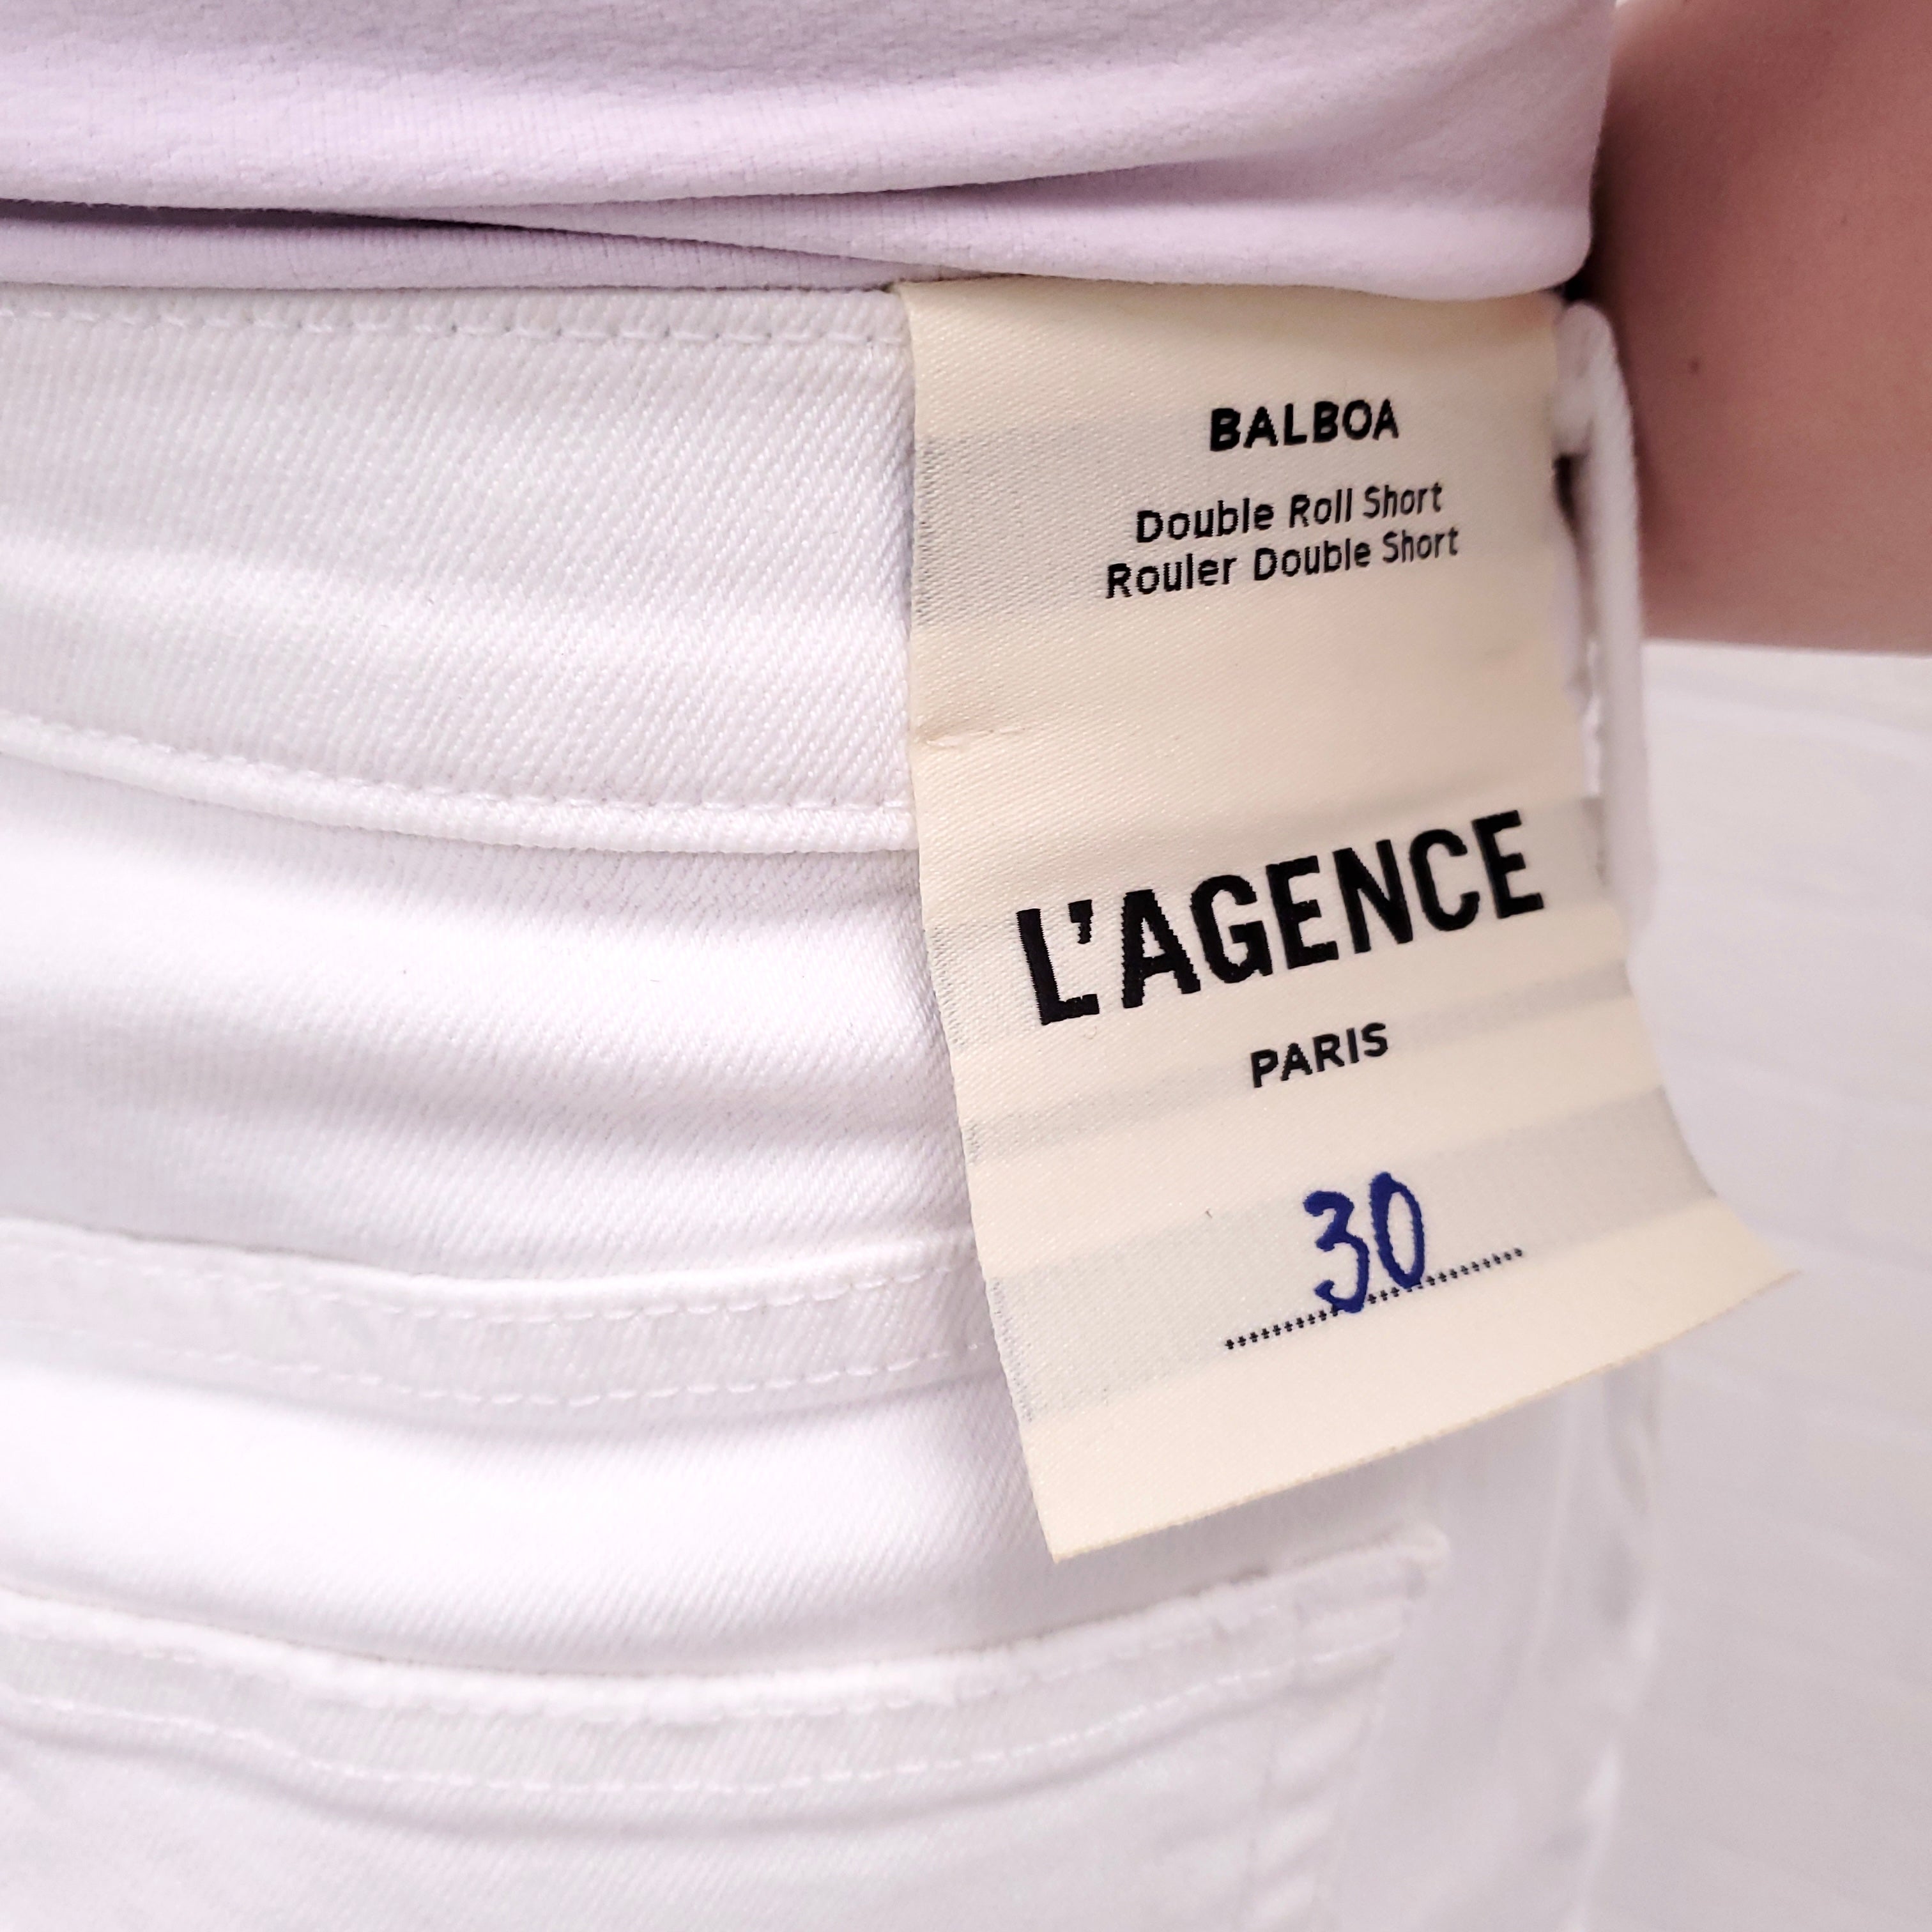 BALBOA
Double Roll Short
Rouler Double Short
L'AGENCE
PARIS
30